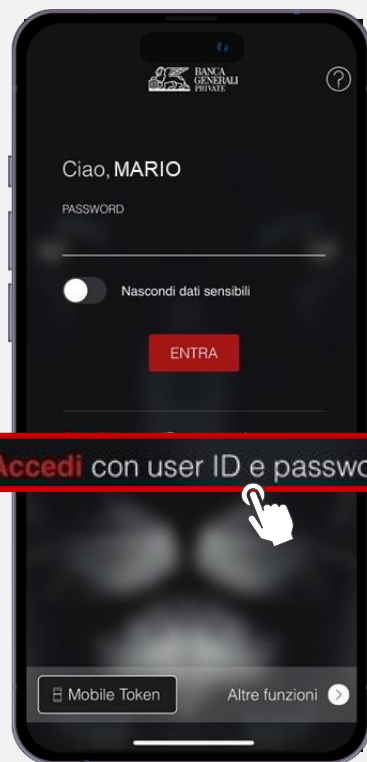 BANCA
GENERALI
PRIVATE
?
Ciao, MARIO
PASSWORD
Nascondi dati sensibili
ENTRA
Accedi con user ID e passwo
Mobile Token
Altre funzioni